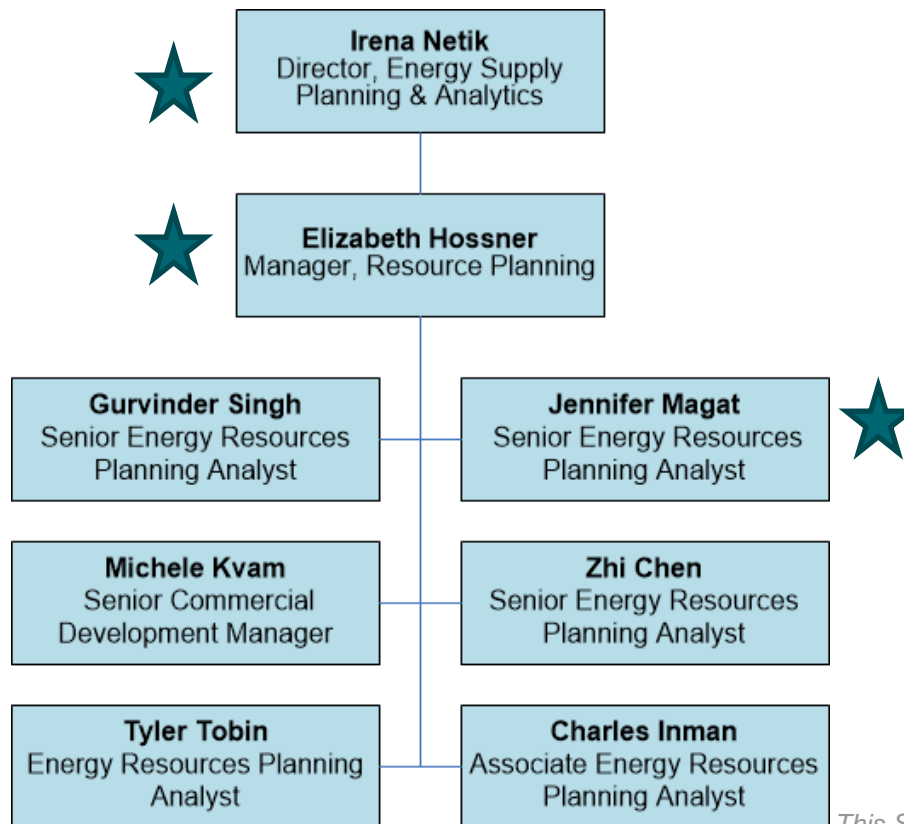 Irena Netik
Director, Energy Supply
Planning & Analytics
Elizabeth Hossner
Manager, Resource Planning
Gurvinder Singh
Senior Energy Resources
Planning Analyst
Jennifer Magat
Senior Energy Resources
Planning Analyst
Michele Kvam
Senior Commercial
Development Manager
Zhi Chen
Senior Energy Resources
Planning Analyst
Tyler Tobin
Energy Resources Planning
Analyst
Charles Inman
Associate Energy Resources
Planning Analyst
This S